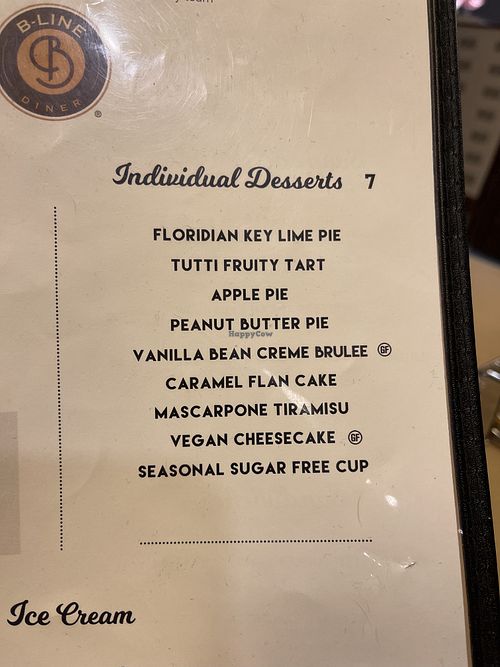 B-LINE
DINER
®
Individual Desserts 7
FLORIDIAN KEY LIME PIE
TUTTI FRUITY TART
APPLE PIE
PEANUT BUTTER PIE
HappyCow
VANILLA BEAN CREME BRULEE GF
CARAMEL FLAN CAKE
MASCARPONE TIRAMISU
VEGAN CHEESECAKE GF
SEASONAL SUGAR FREE CUP
Ice Cream